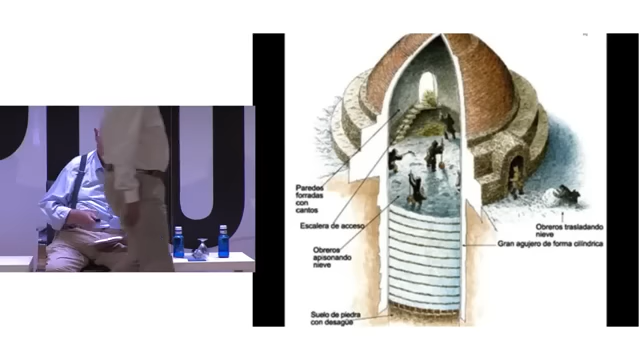 Paredes
forradas
con
cantos
Escalera de acceso
Obreros
apisonando
nieve
Suelo de piedra
con desagüe
Obreros trasladando
nieve
Gran agujero de forma cilíndrica